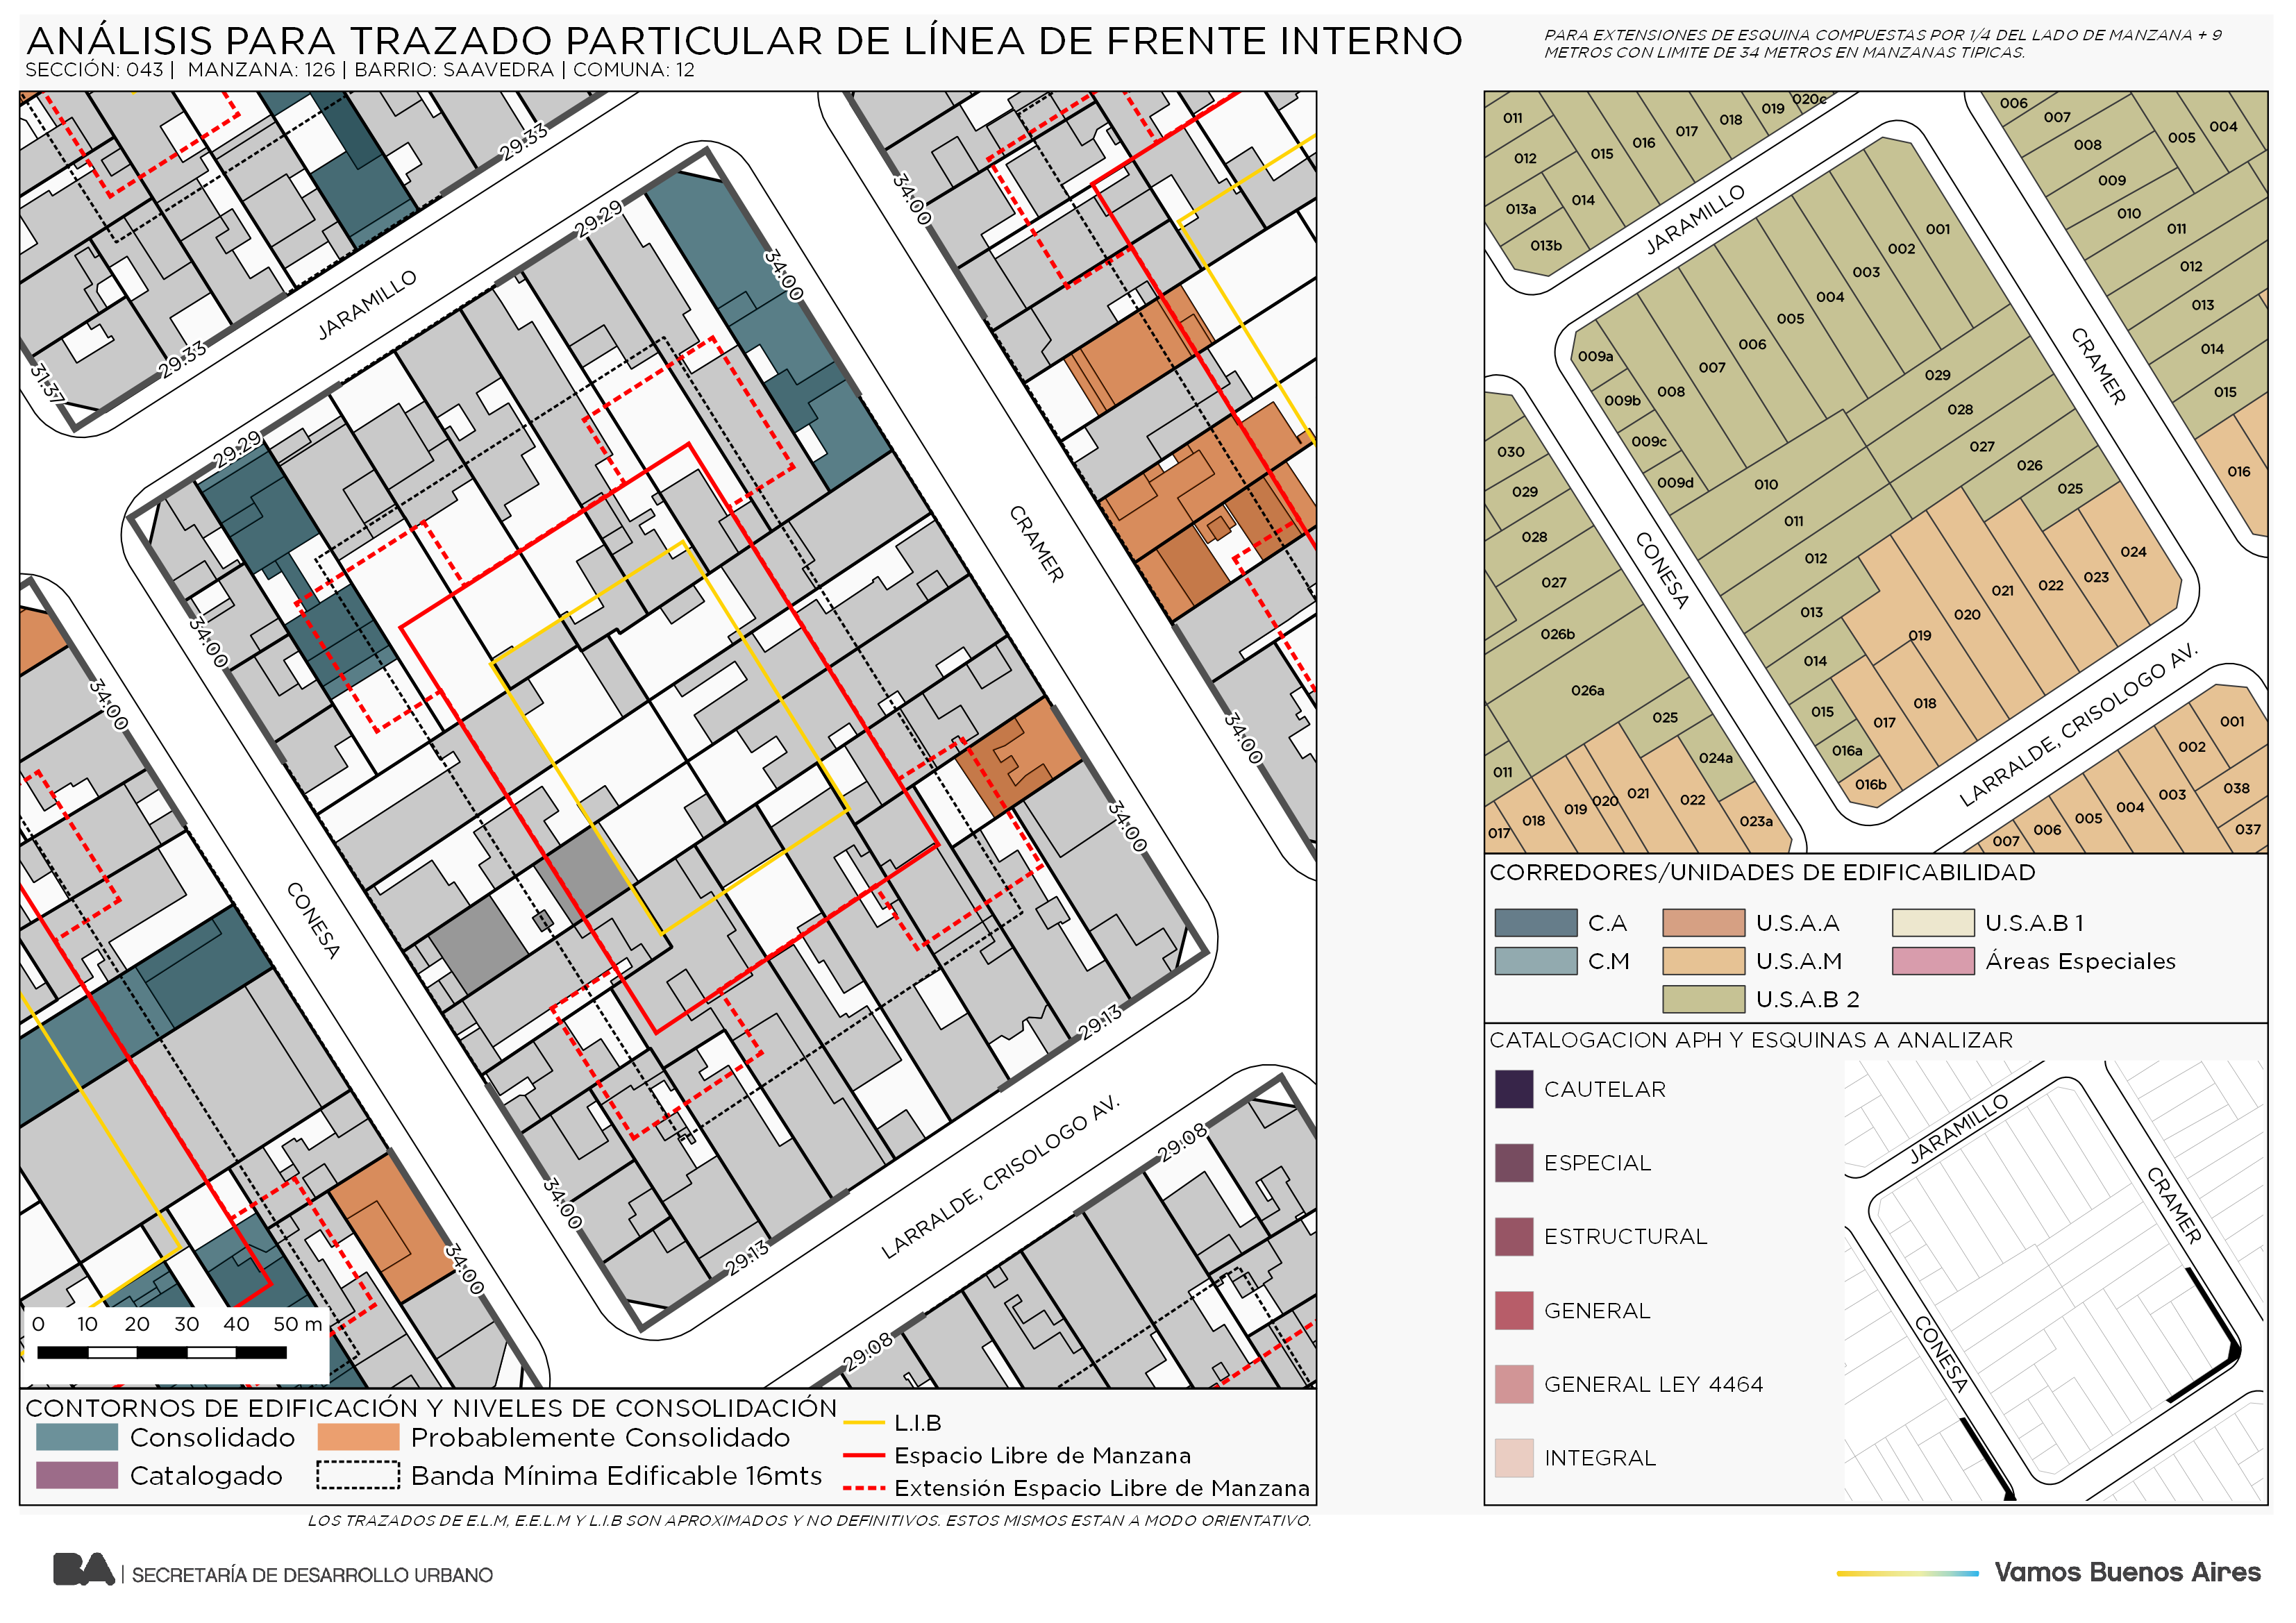 ANÁLISIS PARA TRAZADO PARTICULAR DE LÍNEA DE FRENTE INTERNO
SECCIÓN: 043 | MANZANA: 126 | BARRIO: SAAVEDRA | COMUNA: 12
PARA EXTENSIONES DE ESQUINA COMPUESTAS POR 1/4 DEL LADO DE MANZANA + 9
METROS CON LIMITE DE 34 METROS EN MANZANAS TIPICAS.
29.33
34:00
29.29
34:00
JARAMILLO
29.33
31.37
29.29
CRAMER
34:00
34:00
34:00
34:00
CONESA
29.13
34:00
LARRALDE, CRISOLOGO AV.
29.08
29.13
34:00
29.08
0 10 20 30 40 50 m
CONTORNOS DE EDIFICACIÓN Y NIVELES DE CONSOLIDACIÓN
Consolidado
Probablemente Consolidado
Catalogado
Banda Mínima Edificable 16mts
L.I.B
Espacio Libre de Manzana
Extensión Espacio Libre de Manzana
LOS TRAZADOS DE E.L.M, E.E.L.M Y L.I.B SON APROXIMADOS Y NO DEFINITIVOS. ESTOS MISMOS ESTAN A MODO ORIENTATIVO.
011
012
013a
013b
014
015
016
017
018
019
020c
006
007
008
005
004
009
010
011
012
013
014
015
016
JARAMILLO
CRAMER
001
002
003
004
005
006
007
008
009a
009b
009c
009d
010
011
012
013
014
015
016a
016b
017
018
019
020
021
022
023
024
025
026
027
028
029
CONESA
LARRALDE, CRISOLOGO AV.
030
029
028
027
026b
026a
025
024a
023a
022
021
020
019
018
017
011
001
002
003
004
005
006
007
038
037
CORREDORES/UNIDADES DE EDIFICABILIDAD
C.A
U.S.A.A
U.S.A.B 1
C.M
U.S.A.M
Áreas Especiales
U.S.A.B 2
CATALOGACION APH Y ESQUINAS A ANALIZAR
CAUTELAR
ESPECIAL
ESTRUCTURAL
GENERAL
GENERAL LEY 4464
INTEGRAL
JARAMILLO
CRAMER
CONESA
BA | SECRETARÍA DE DESARROLLO URBANO
Vamos Buenos Aires